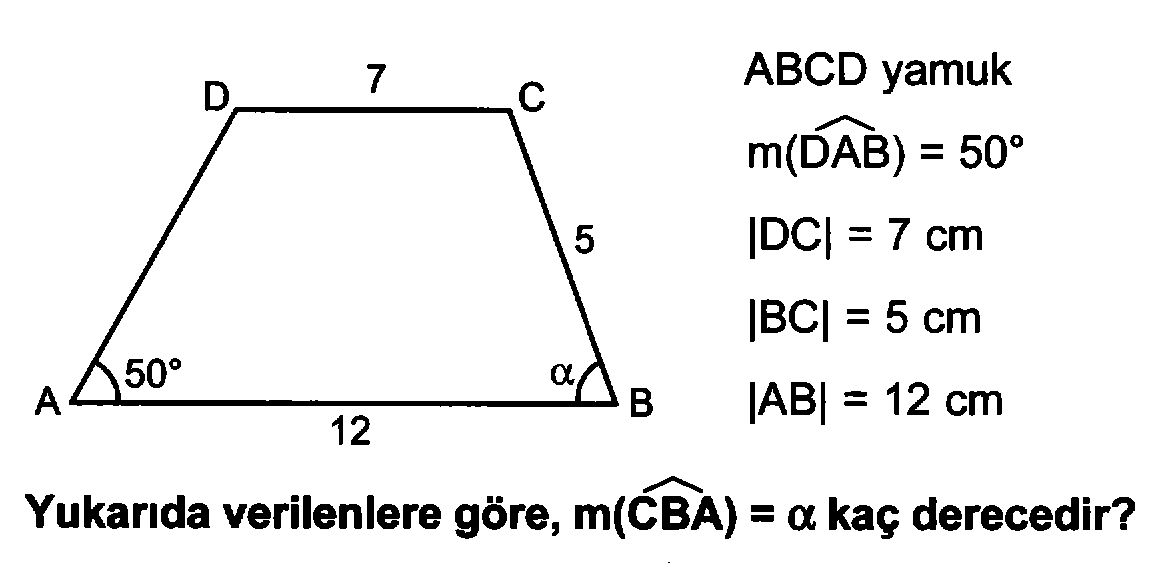 7
D
C
5
50°
α
A
B
12
ABCD yamuk
m(DAB) = 50°
|DC| = 7 cm
|BC| = 5 cm
|AB| = 12 cm
Yukarıda verilenlere göre, m(CBA) = α kaç derecedir?